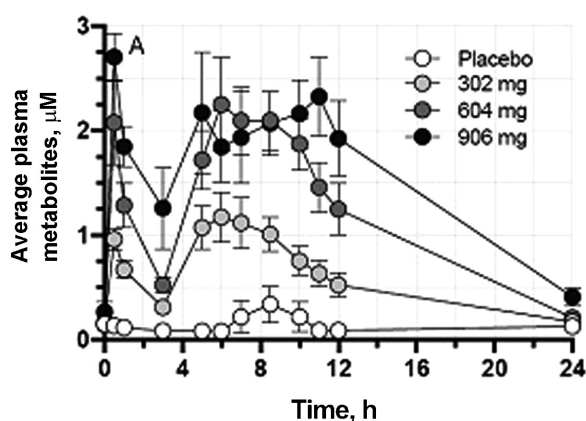 3
2
1
0
Average plasma
metabolites, μM
A
Placebo
302 mg
604 mg
906 mg
0 4 8 12 16 20 24
Time, h